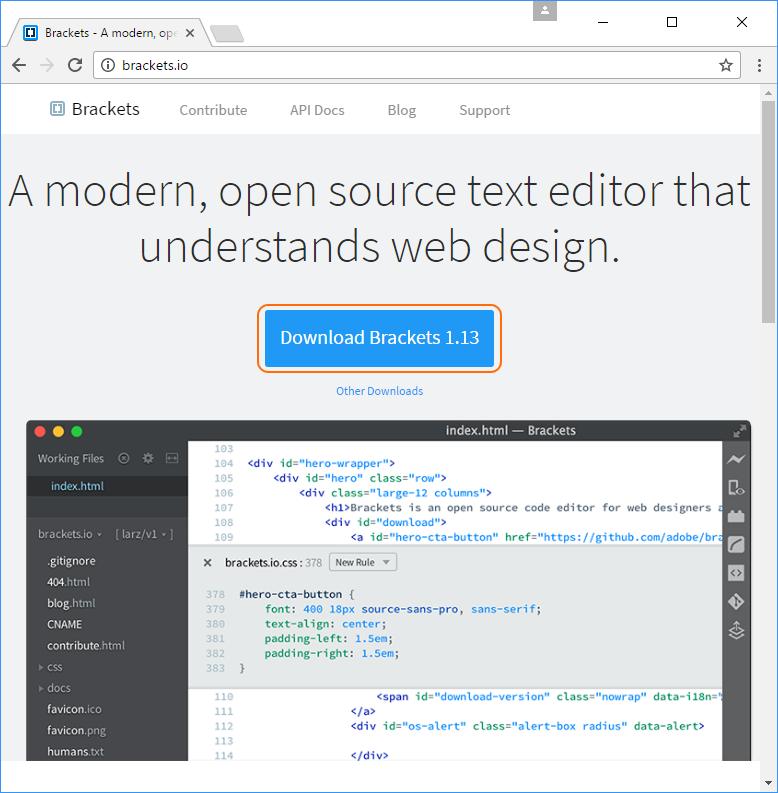 Brackets - A modern, ope
brackets.io
Brackets Contribute API Docs Blog Support
A modern, open source text editor that
understands web design.
Download Brackets 1.13
Other Downloads
index.html — Brackets
Working Files
index.html
brackets.io [ larz/v1 ]
.gitignore
404.html
blog.html
CNAME
contribute.html
css
docs
favicon.ico
favicon.png
humans.txt
103
104 <div id="hero-wrapper">
105 <div id="hero" class="row">
106 <div class="large-12 columns">
107 <h1>Brackets is an open source code editor for web designers a
108 <div id="download">
109 <a id="hero-cta-button" href="https://github.com/adobe/bra
brackets.io.css : 378 New Rule
378 #hero-cta-button {
379 font: 400 18px source-sans-pro, sans-serif;
380 text-align: center;
381 padding-left: 1.5em;
382 padding-right: 1.5em;
383 }
110 <span id="download-version" class="nowrap" data-i18n=
111 </a>
112 <div id="os-alert" class="alert-box radius" data-alert>
113
114 </div>